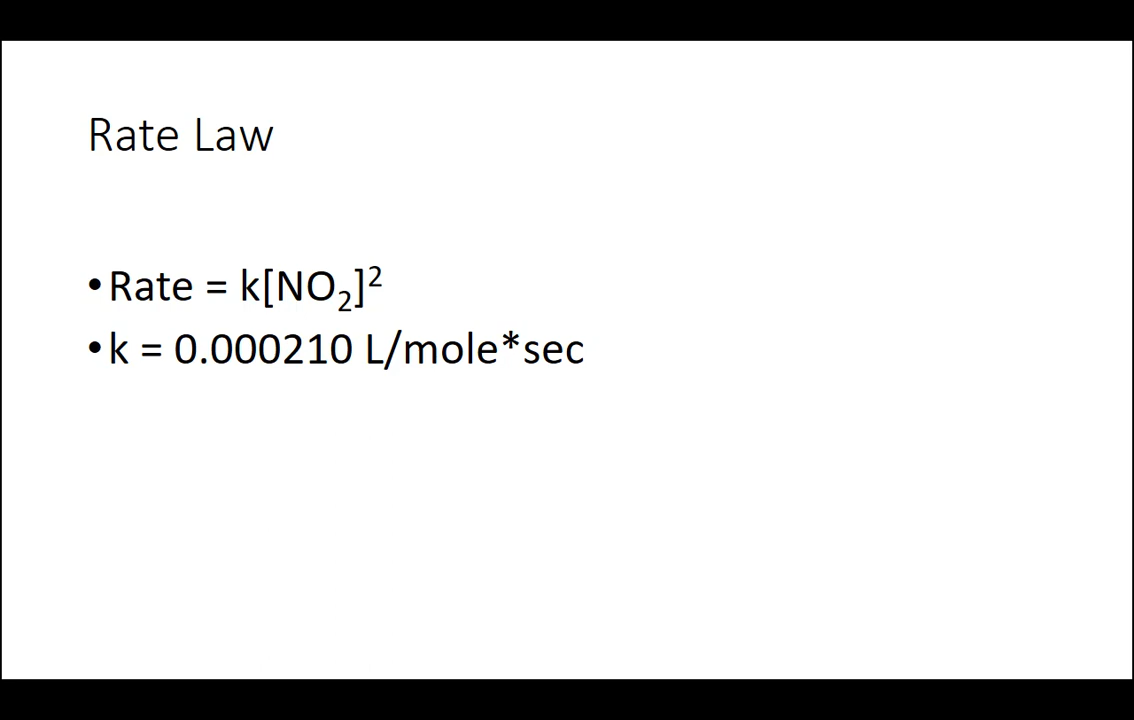 Rate Law
•Rate = k[NO₂]²
•k = 0.000210 L/mole*sec